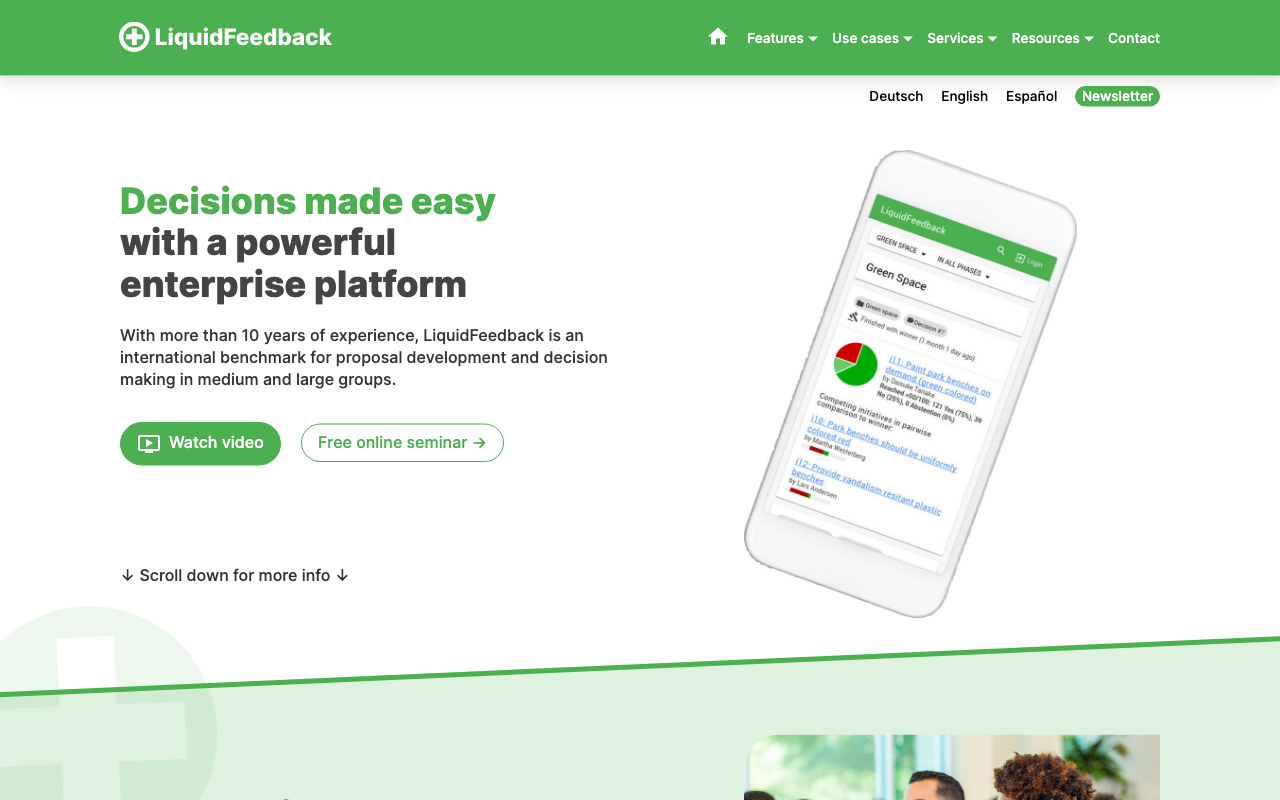 LiquidFeedback
Features
Use cases
Services
Resources
Contact
Deutsch
English
Español
Newsletter
Decisions made easy
with a powerful
enterprise platform
With more than 10 years of experience, LiquidFeedback is an
international benchmark for proposal development and decision
making in medium and large groups.
Watch video
Free online seminar →
↓ Scroll down for more info ↓
LiquidFeedback
Login
GREEN SPACE
IN ALL PHASES
Green Space
Green space
Decision #7
Finished with winner (1 month 1 day ago)
i11: Paint park benches on
demand (green colored)
by Daisuke Tanaka
Reached >50/100: 121 Yes (75%), 39
No (25%), 0 Abstention (0%)
Competing initiatives in pairwise
comparison to winner:
i10: Park benches should be uniformly
colored red
by Martha Westerberg
i12: Provide vandalism resitant plastic
benches
by Lars Andersen